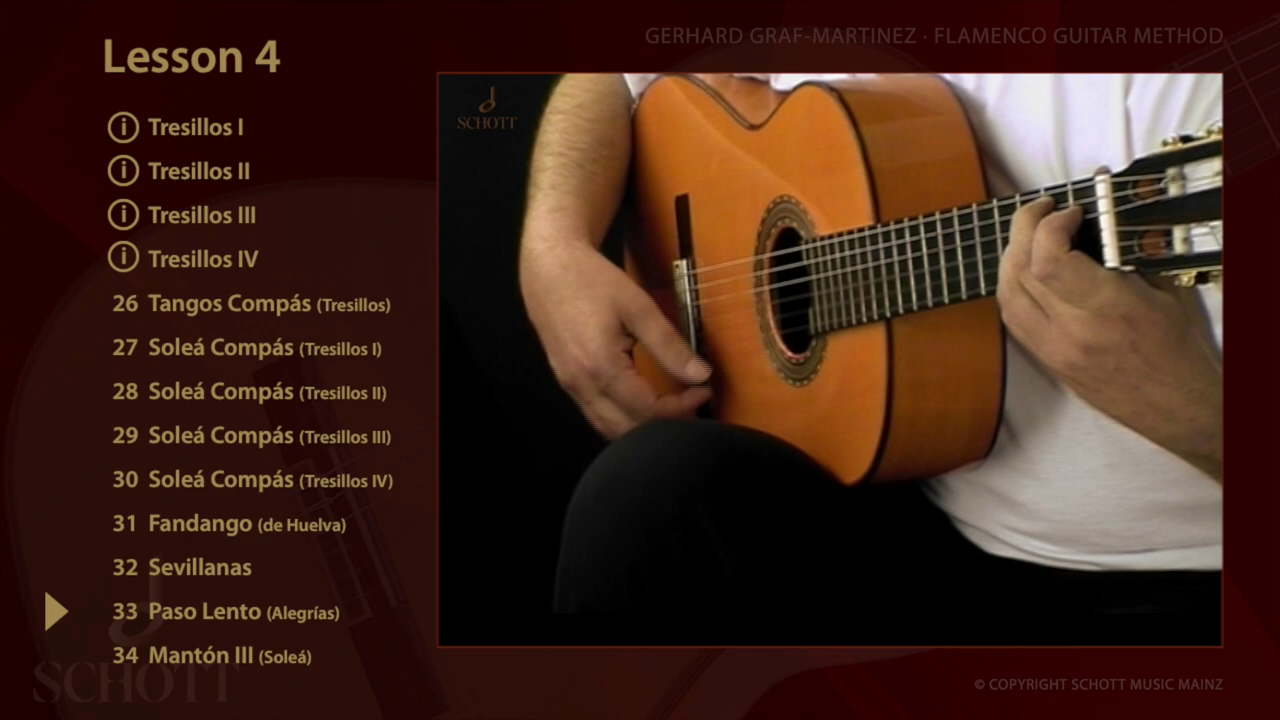 Lesson 4
GERHARD GRAF-MARTINEZ · FLAMENCO GUITAR METHOD
SCHOTT
i Tresillos I
i Tresillos II
i Tresillos III
i Tresillos IV
26 Tangos Compás (Tresillos)
27 Soleá Compás (Tresillos I)
28 Soleá Compás (Tresillos II)
29 Soleá Compás (Tresillos III)
30 Soleá Compás (Tresillos IV)
31 Fandango (de Huelva)
32 Sevillanas
33 Paso Lento (Alegrías)
34 Mantón III (Soleá)
SCHOTT
© COPYRIGHT SCHOTT MUSIC MAINZ